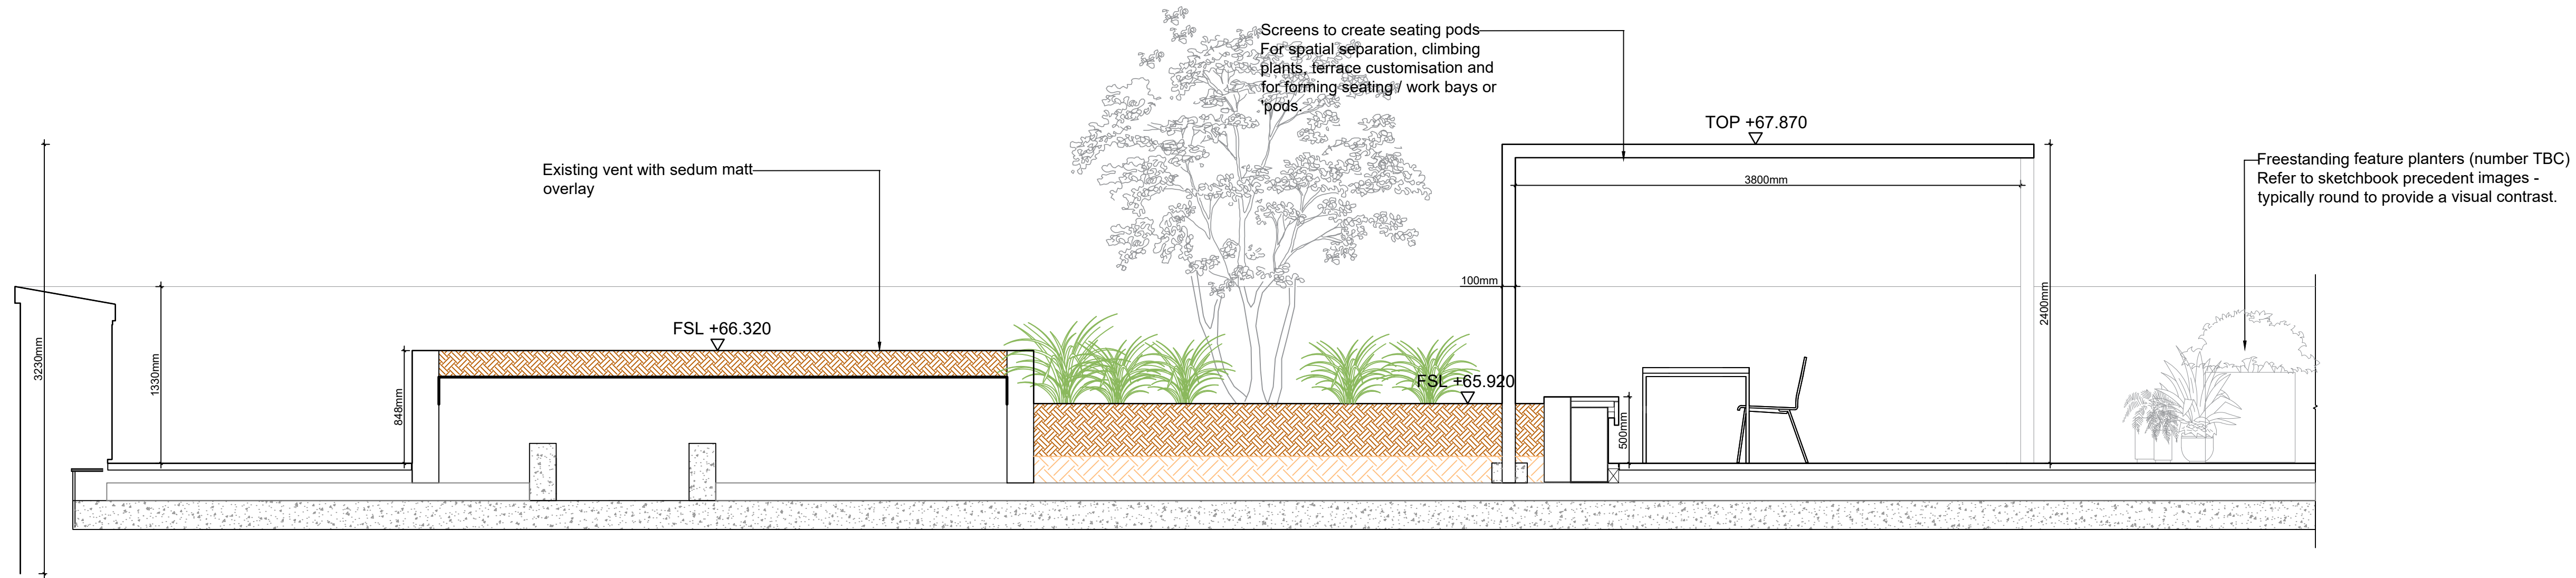 Screens to create seating pods
For spatial separation, climbing
plants, terrace customisation and
for forming seating / work bays or
'pods.
TOP +67.870
Existing vent with sedum matt
overlay
Freestanding feature planters (number TBC)
Refer to sketchbook precedent images -
typically round to provide a visual contrast.
3800mm
100mm
2400mm
FSL +66.320
3230mm
1330mm
848mm
FSL +65.920
500mm